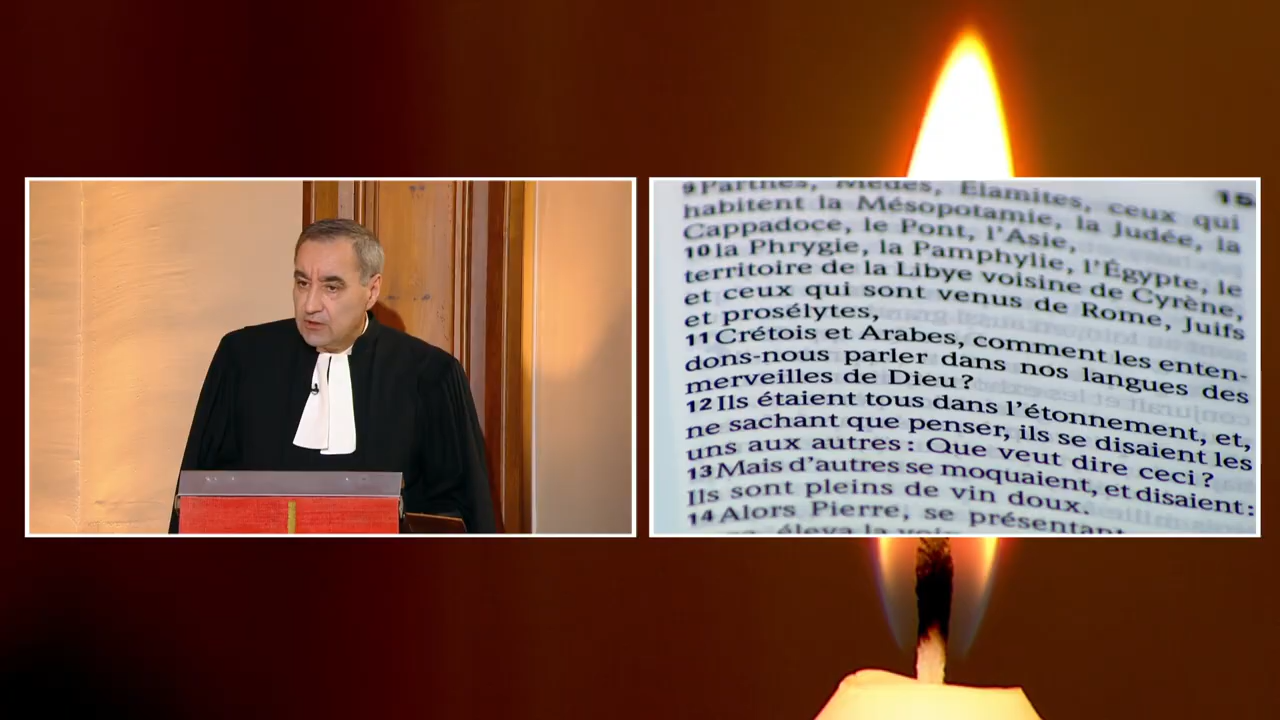 9 Parthes, Mèdes, Élamites, ceux qui 15
habitent la Mésopotamie, la Judée, la
Cappadoce, le Pont, l'Asie,
10 la Phrygie, la Pamphylie, l'Égypte, le
territoire de la Libye voisine de Cyrène,
et ceux qui sont venus de Rome, Juifs
et prosélytes,
11 Crétois et Arabes, comment les enten-
dons-nous parler dans nos langues des
merveilles de Dieu ?
12 Ils étaient tous dans l'étonnement, et,
ne sachant que penser, ils se disaient les
uns aux autres : Que veut dire ceci ?
13 Mais d'autres se moquaient, et disaient :
Ils sont pleins de vin doux.
14 Alors Pierre, se présentant
éleva la voix